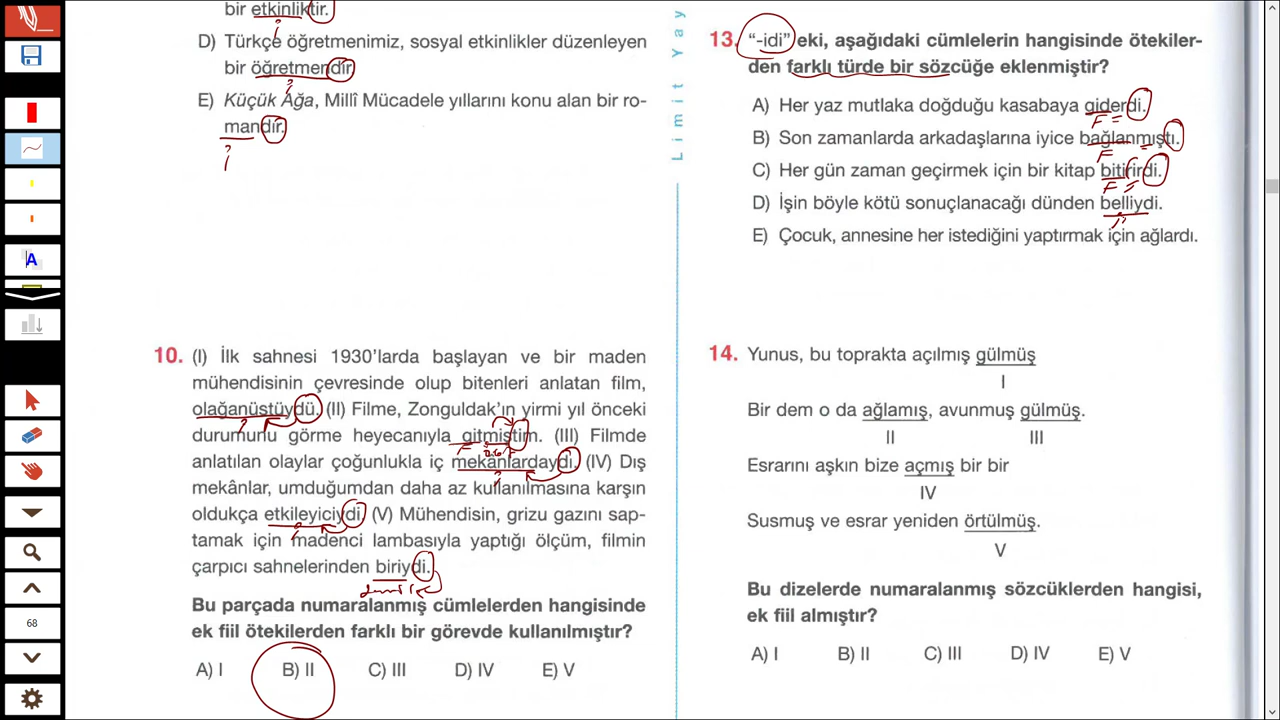 bir etkinliktir.
D) Türkçe öğretmenimiz, sosyal etkinlikler düzenleyen
bir öğretmendir.
E) Küçük Ağa, Millî Mücadele yıllarını konu alan bir ro-
mandır.
10. (I) İlk sahnesi 1930'larda başlayan ve bir maden
mühendisinin çevresinde olup bitenleri anlatan film,
olağanüstüydü. (II) Filme, Zonguldak'ın yirmi yıl önceki
durumunu görme heyecanıyla gitmiştim. (III) Filmde
anlatılan olaylar çoğunlukla iç mekânlardaydı. (IV) Dış
mekânlar, umduğumdan daha az kullanılmasına karşın
oldukça etkileyiciydi. (V) Mühendisin, grizu gazını sap-
tamak için madenci lambasıyla yaptığı ölçüm, filmin
çarpıcı sahnelerinden biriydi.
Bu parçada numaralanmış cümlelerden hangisinde
ek fiil ötekilerden farklı bir görevde kullanılmıştır?
A) I B) II C) III D) IV E) V
Limit Yay
13. "-idi" eki, aşağıdaki cümlelerin hangisinde ötekiler-
den farklı türde bir sözcüğe eklenmiştir?
A) Her yaz mutlaka doğduğu kasabaya giderdi.
B) Son zamanlarda arkadaşlarına iyice bağlanmıştı.
C) Her gün zaman geçirmek için bir kitap bitirirdi.
D) İşin böyle kötü sonuçlanacağı dünden belliydi.
E) Çocuk, annesine her istediğini yaptırmak için ağlardı.
14. Yunus, bu toprakta açılmış gülmüş
I
Bir dem o da ağlamış, avunmuş gülmüş.
II III
Esrarını aşkın bize açmış bir bir
IV
Susmuş ve esrar yeniden örtülmüş.
V
Bu dizelerde numaralanmış sözcüklerden hangisi,
ek fiil almıştır?
A) I B) II C) III D) IV E) V
A
68